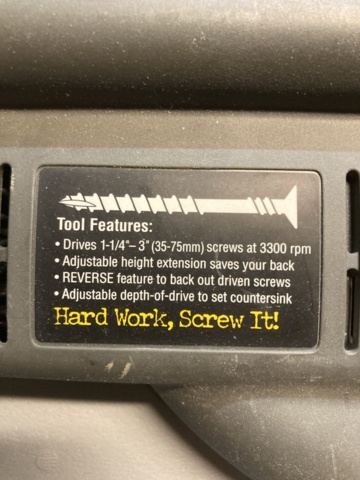 Tool Features:
• Drives 1-1/4"– 3" (35-75mm) screws at 3300 rpm
• Adjustable height extension saves your back
• REVERSE feature to back out driven screws
• Adjustable depth-of-drive to set countersink
Hard Work, Screw It!